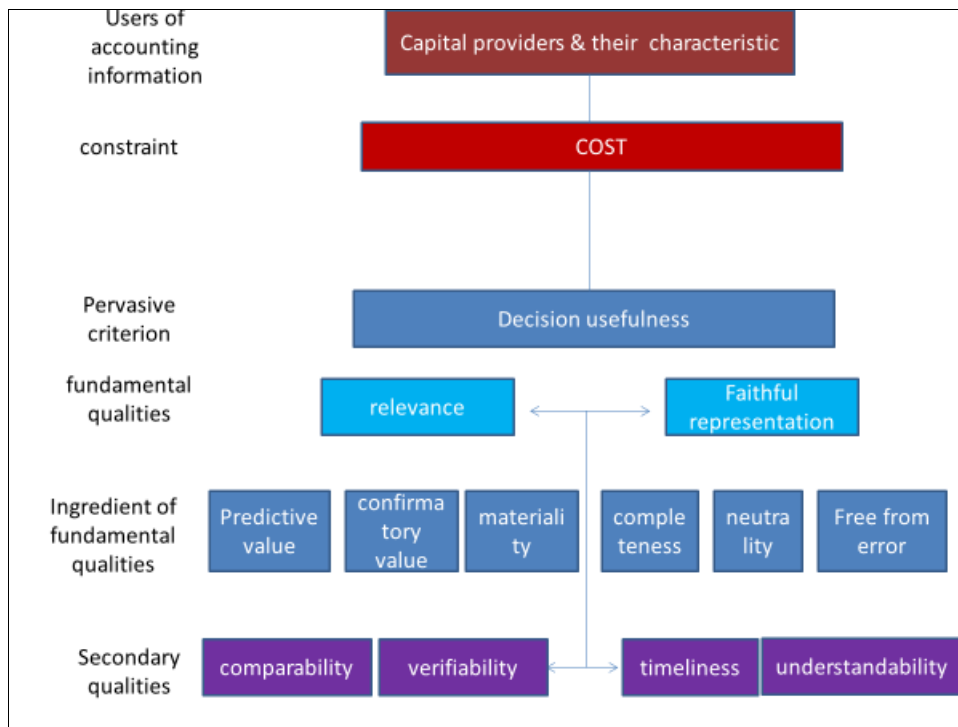 Users of
accounting
information
Capital providers & their characteristic
constraint
COST
Pervasive
criterion
Decision usefulness
fundamental
qualities
relevance
Faithful
representation
Ingredient of
fundamental
qualities
Predictive
value
confirma
tory value
materiali
ty
comple
teness
neutra
lity
Free from
error
Secondary
qualities
comparability
verifiability
timeliness
understandability